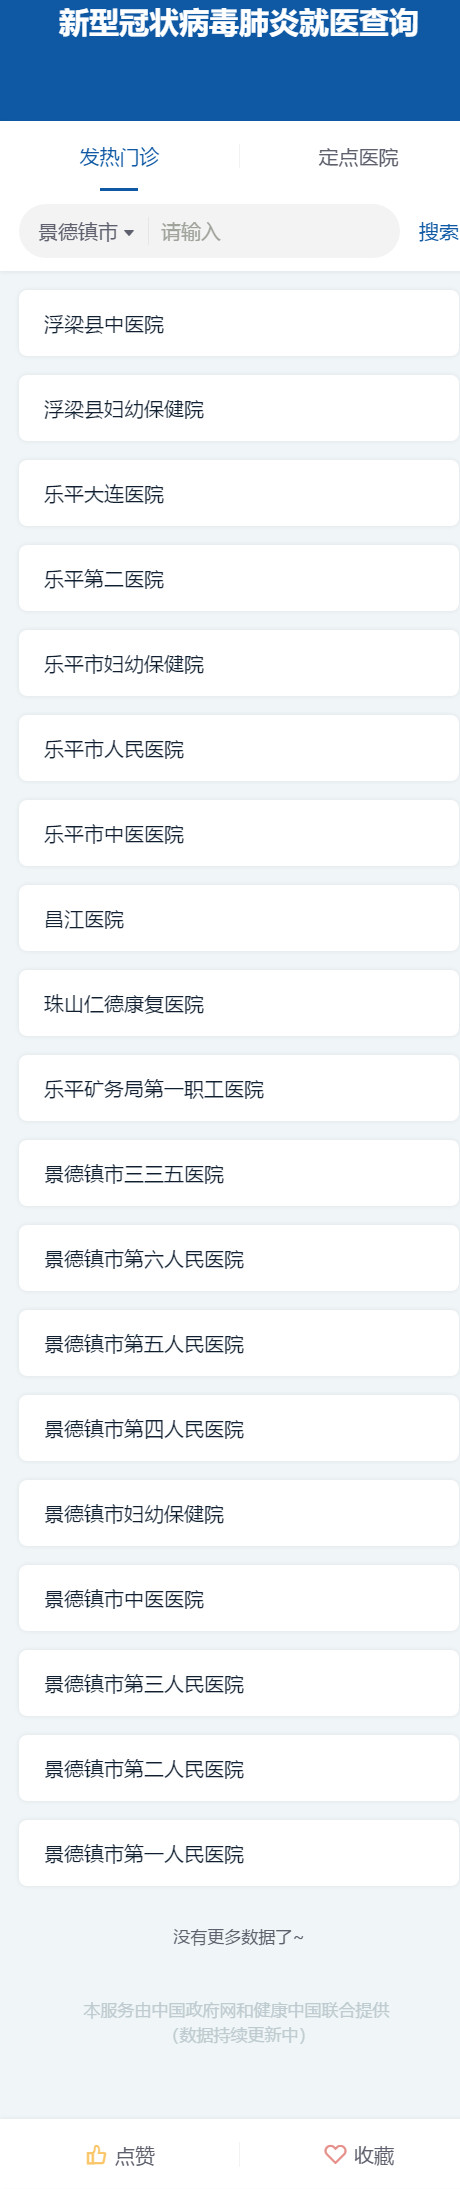 新型冠状病毒肺炎就医查询
发热门诊 定点医院
景德镇市 请输入 搜索
浮梁县中医院
浮梁县妇幼保健院
乐平大连医院
乐平第二医院
乐平市妇幼保健院
乐平市人民医院
乐平市中医医院
昌江医院
珠山仁德康复医院
乐平矿务局第一职工医院
景德镇市三三五医院
景德镇市第六人民医院
景德镇市第五人民医院
景德镇市第四人民医院
景德镇市妇幼保健院
景德镇市中医医院
景德镇市第三人民医院
景德镇市第二人民医院
景德镇市第一人民医院
没有更多数据了~
本服务由中国政府网和健康中国联合提供
（数据持续更新中）
点赞 收藏